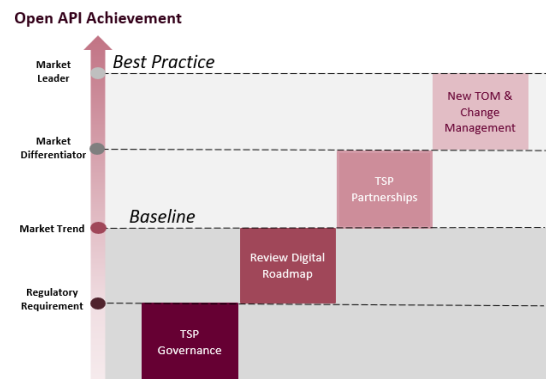 Open API Achievement
Market
Leader
Best Practice
New TOM &
Change
Management
Market
Differentiator
TSP
Partnerships
Baseline
Market Trend
Review Digital
Roadmap
Regulatory
Requirement
TSP
Governance